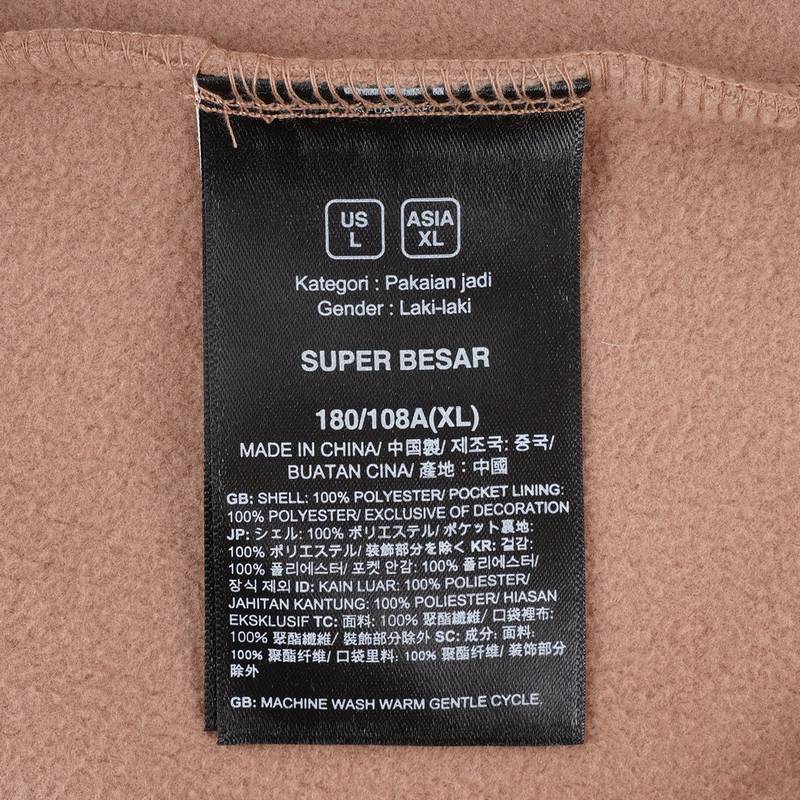 US
L
ASIA
XL
Kategori : Pakaian jadi
Gender : Laki-laki
SUPER BESAR
180/108A(XL)
MADE IN CHINA/ 中国製/ 제조국: 중국/
BUATAN CINA/ 產地：中國
GB: SHELL: 100% POLYESTER/ POCKET LINING:
100% POLYESTER/ EXCLUSIVE OF DECORATION
JP: シェル: 100% ポリエステル/ ポケット裏地:
100% ポリエステル/ 装飾部分を除く KR: 겉감:
100% 폴리에스터/ 포켓 안감: 100% 폴리에스터/
장식 제외 ID: KAIN LUAR: 100% POLIESTER/
JAHITAN KANTUNG: 100% POLIESTER/ HIASAN
EKSKLUSIF TC: 面料: 100% 聚酯纖維/ 口袋裡布:
100% 聚酯纖維/ 裝飾部分除外 SC: 成分: 面料:
100% 聚酯纤维/ 口袋里料: 100% 聚酯纤维/ 装饰部分
除外
GB: MACHINE WASH WARM GENTLE CYCLE.